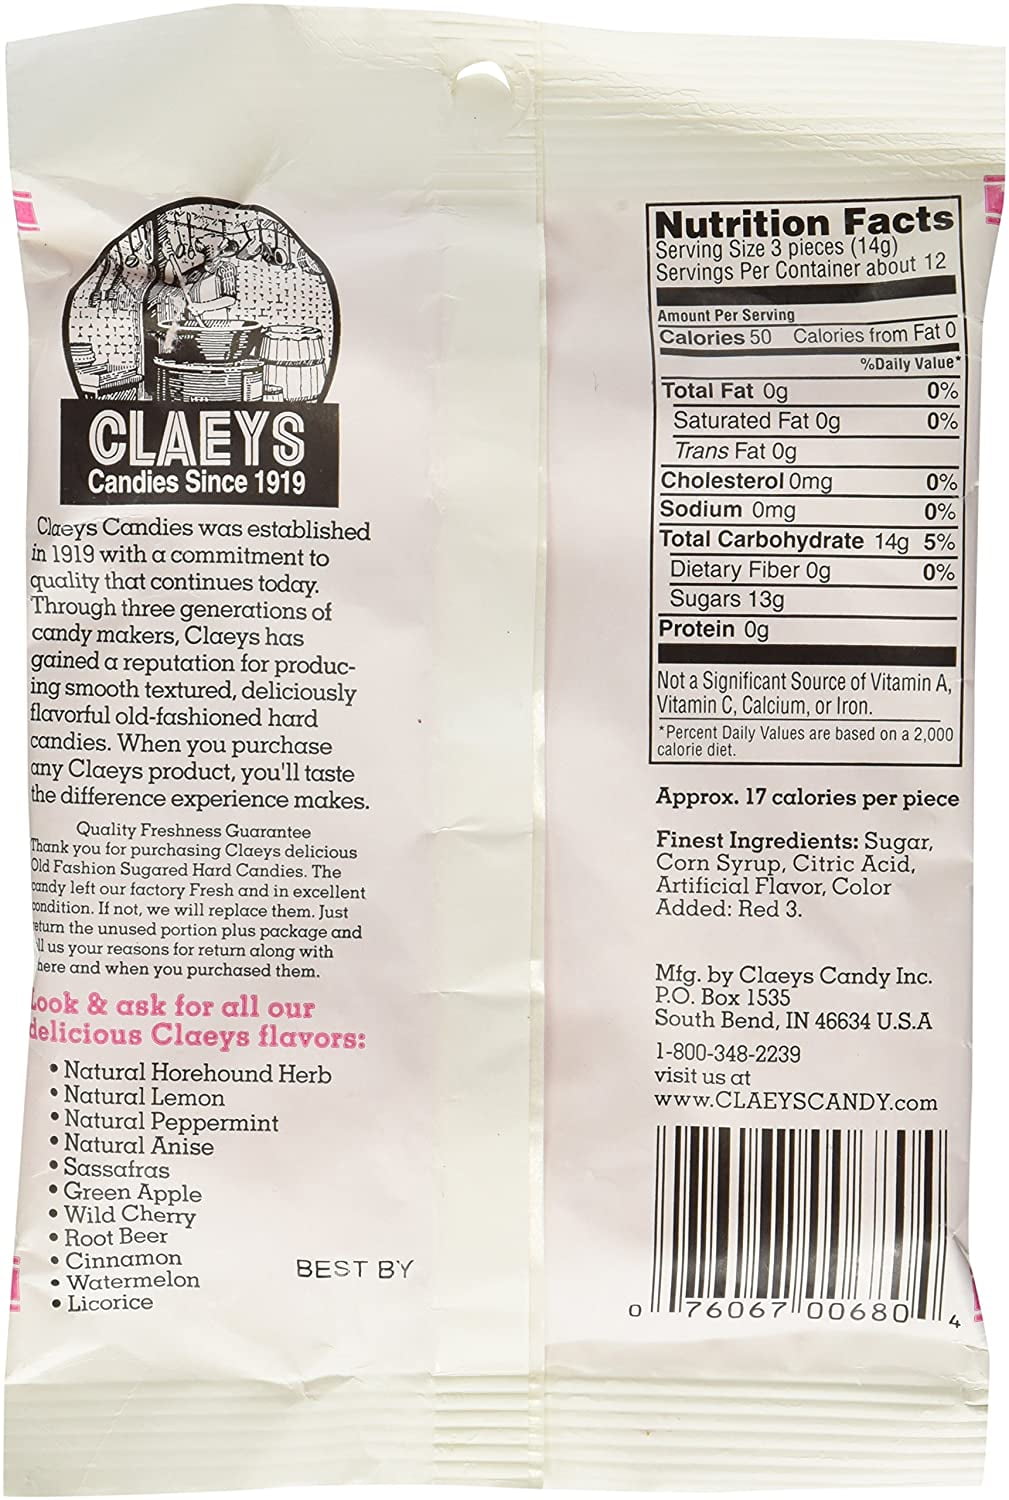 CLAEYS
Candies Since 1919
Claeys Candies was established
in 1919 with a commitment to
quality that continues today.
Through three generations of
candy makers, Claeys has
gained a reputation for produc-
ing smooth textured, deliciously
flavorful old-fashioned hard
candies. When you purchase
any Claeys product, you'll taste
the difference experience makes.
Quality Freshness Guarantee
Thank you for purchasing Claeys delicious
Old Fashion Sugared Hard Candies. The
candy left our factory Fresh and in excellent
condition. If not, we will replace them. Just
return the unused portion plus package and
us your reasons for return along with
here and when you purchased them.
Look & ask for all our
delicious Claeys flavors:
• Natural Horehound Herb
• Natural Lemon
• Natural Peppermint
• Natural Anise
• Sassafras
• Green Apple
• Wild Cherry
• Root Beer
• Cinnamon
• Watermelon
• Licorice
BEST BY
Nutrition Facts
Serving Size 3 pieces (14g)
Servings Per Container about 12
Amount Per Serving
Calories 50 Calories from Fat 0
%Daily Value*
Total Fat 0g 0%
Saturated Fat 0g 0%
Trans Fat 0g
Cholesterol 0mg 0%
Sodium 0mg 0%
Total Carbohydrate 14g 5%
Dietary Fiber 0g 0%
Sugars 13g
Protein 0g
Not a Significant Source of Vitamin A,
Vitamin C, Calcium, or Iron.
*Percent Daily Values are based on a 2,000
calorie diet.
Approx. 17 calories per piece
Finest Ingredients: Sugar,
Corn Syrup, Citric Acid,
Artificial Flavor, Color
Added: Red 3.
Mfg. by Claeys Candy Inc.
P.O. Box 1535
South Bend, IN 46634 U.S.A
1-800-348-2239
visit us at
www.CLAEYSCANDY.com
0 76067 00680 4